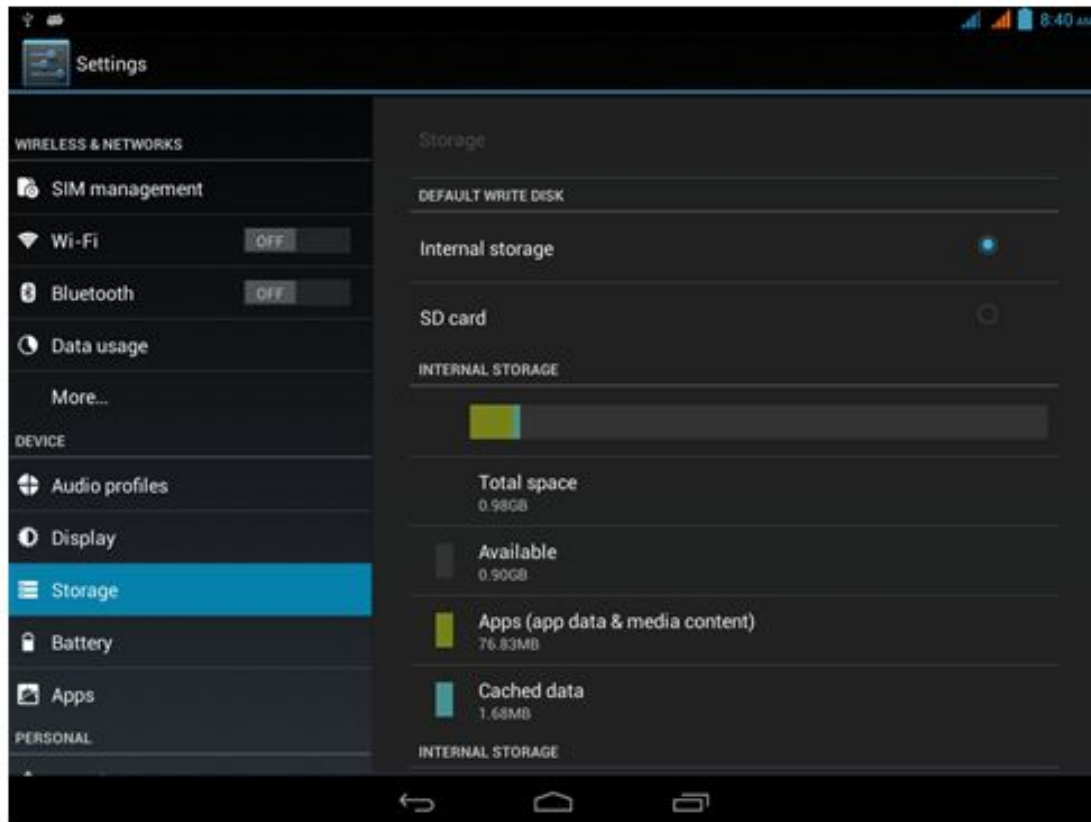 8:40 AM
Settings
WIRELESS & NETWORKS
SIM management
Wi-Fi
OFF
Bluetooth
OFF
Data usage
More...
DEVICE
Audio profiles
Display
Storage
Battery
Apps
PERSONAL
Storage
DEFAULT WRITE DISK
Internal storage
SD card
INTERNAL STORAGE
Total space
0.98GB
Available
0.90GB
Apps (app data & media content)
76.83MB
Cached data
1.68MB
INTERNAL STORAGE